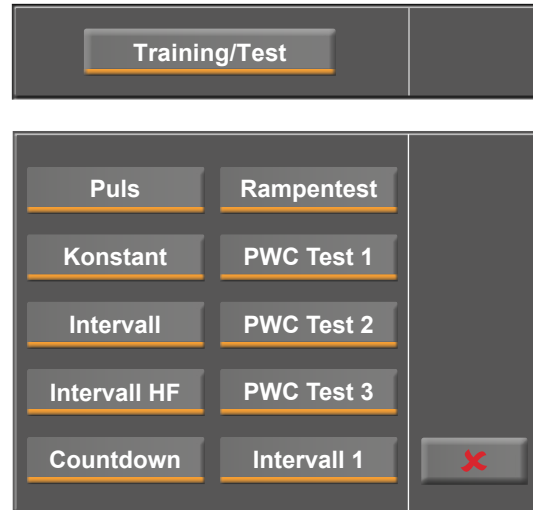 Training/Test
Puls Rampentest
Konstant PWC Test 1
Intervall PWC Test 2
Intervall HF PWC Test 3
Countdown Intervall 1